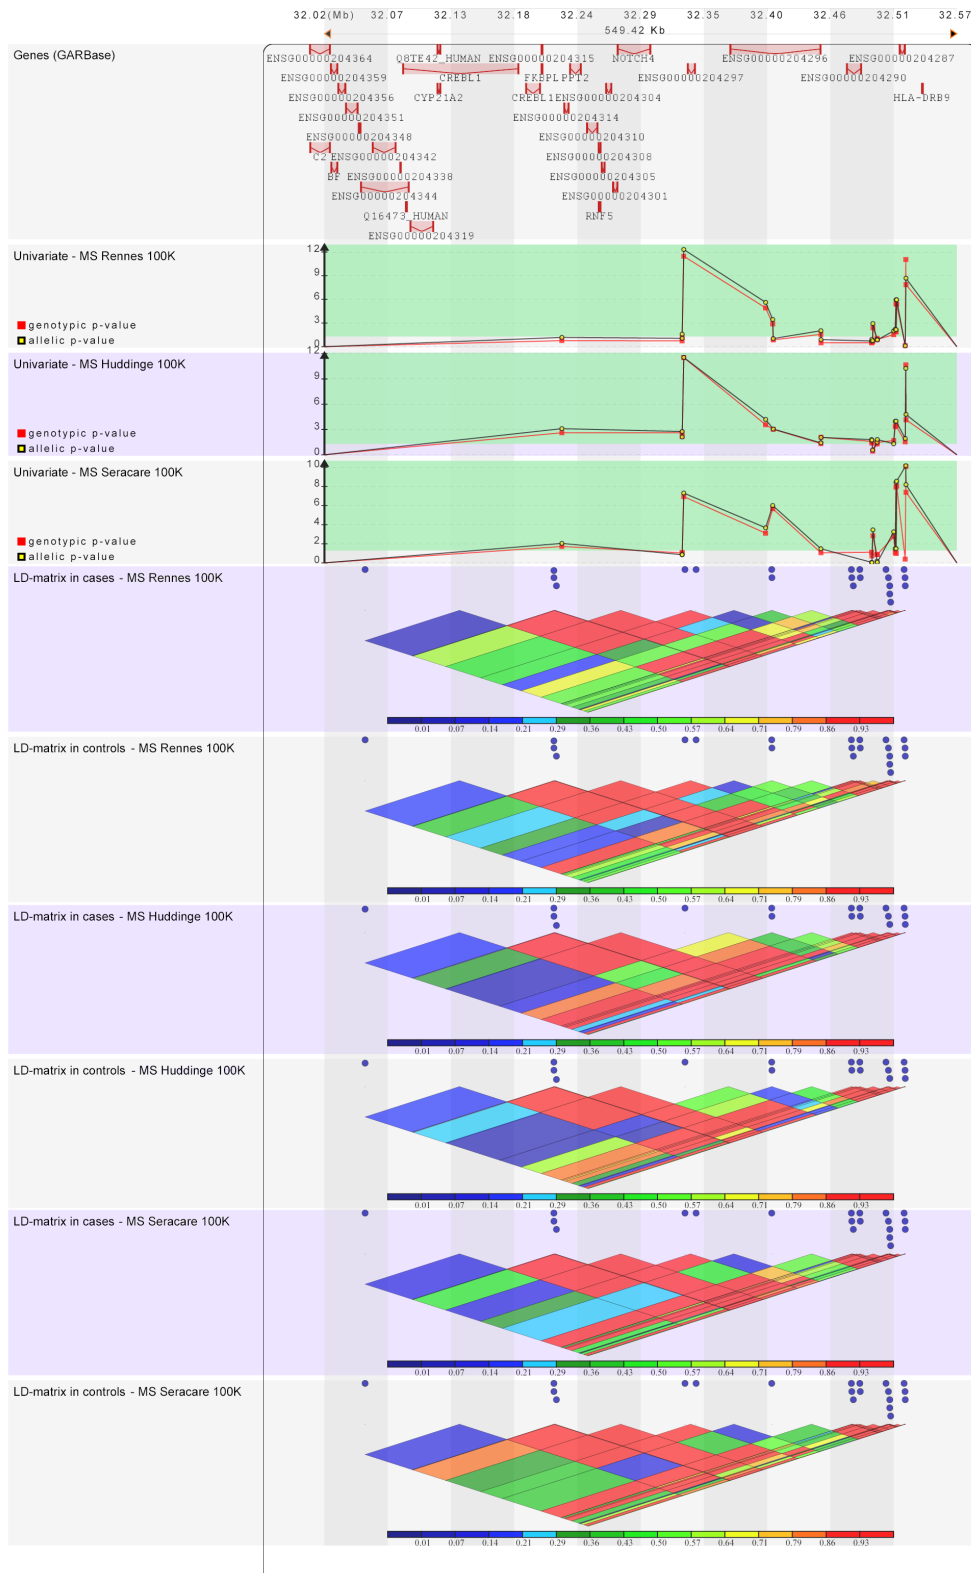 32.02(Mb) 32.07 32.13 32.18 32.24 32.29 32.35 32.40 32.46 32.51 32.57
549.42 Kb
Genes (GARBase)
ENSG00000204364 Q8TE42_HUMAN ENSG00000204315 NOTCH4 ENSG00000204296 ENSG00000204287
ENSG00000204359 CREBL1 FKBPL PPT2 ENSG00000204297 ENSG00000204290
ENSG00000204356 CYP21A2 CREBL1 ENSG00000204304 HLA-DRB9
ENSG00000204351 ENSG00000204314
ENSG00000204348 ENSG00000204310
C2 ENSG00000204342 ENSG00000204308
BF ENSG00000204338 ENSG00000204305
ENSG00000204344 ENSG00000204301
Q16473_HUMAN RNF5
ENSG00000204319
Univariate - MS Rennes 100K
12
9
6
3
0
genotypic p-value
allelic p-value
Univariate - MS Huddinge 100K
12
9
6
3
0
genotypic p-value
allelic p-value
Univariate - MS Seracare 100K
10
8
6
4
2
0
genotypic p-value
allelic p-value
LD-matrix in cases - MS Rennes 100K
0.01 0.07 0.14 0.21 0.29 0.36 0.43 0.50 0.57 0.64 0.71 0.79 0.86 0.93
LD-matrix in controls - MS Rennes 100K
0.01 0.07 0.14 0.21 0.29 0.36 0.43 0.50 0.57 0.64 0.71 0.79 0.86 0.93
LD-matrix in cases - MS Huddinge 100K
0.01 0.07 0.14 0.21 0.29 0.36 0.43 0.50 0.57 0.64 0.71 0.79 0.86 0.93
LD-matrix in controls - MS Huddinge 100K
0.01 0.07 0.14 0.21 0.29 0.36 0.43 0.50 0.57 0.64 0.71 0.79 0.86 0.93
LD-matrix in cases - MS Seracare 100K
0.01 0.07 0.14 0.21 0.29 0.36 0.43 0.50 0.57 0.64 0.71 0.79 0.86 0.93
LD-matrix in controls - MS Seracare 100K
0.01 0.07 0.14 0.21 0.29 0.36 0.43 0.50 0.57 0.64 0.71 0.79 0.86 0.93